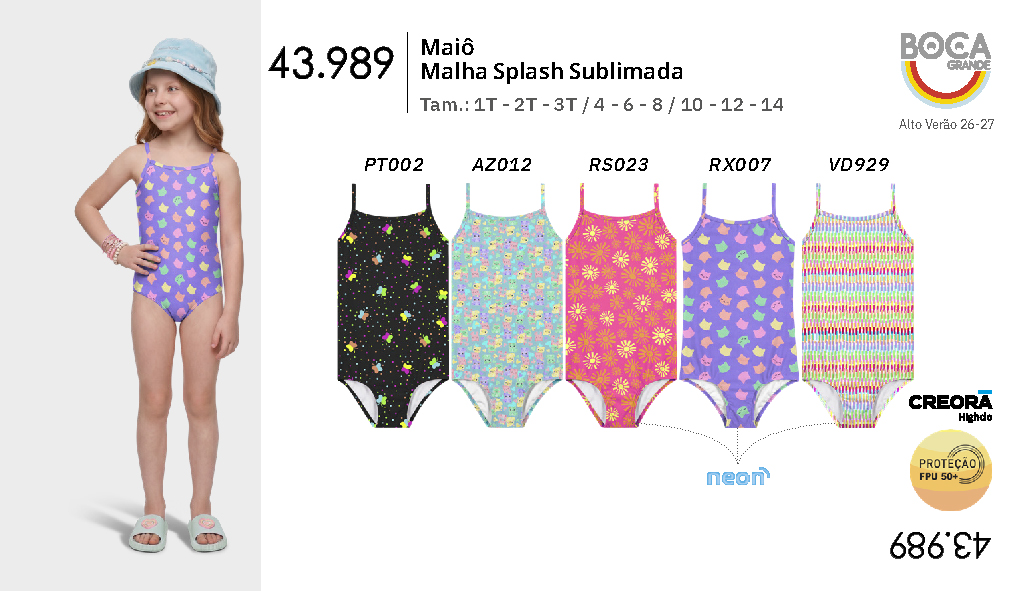 43.989
Maiô
Malha Splash Sublimada
Tam.: 1T - 2T - 3T / 4 - 6 - 8 / 10 - 12 - 14
BOCA
GRANDE
Alto Verão 26-27
PT002 AZ012 RS023 RX007 VD929
neon
CREORA
Highclo
PROTEÇÃO
FPU 50+
43.989